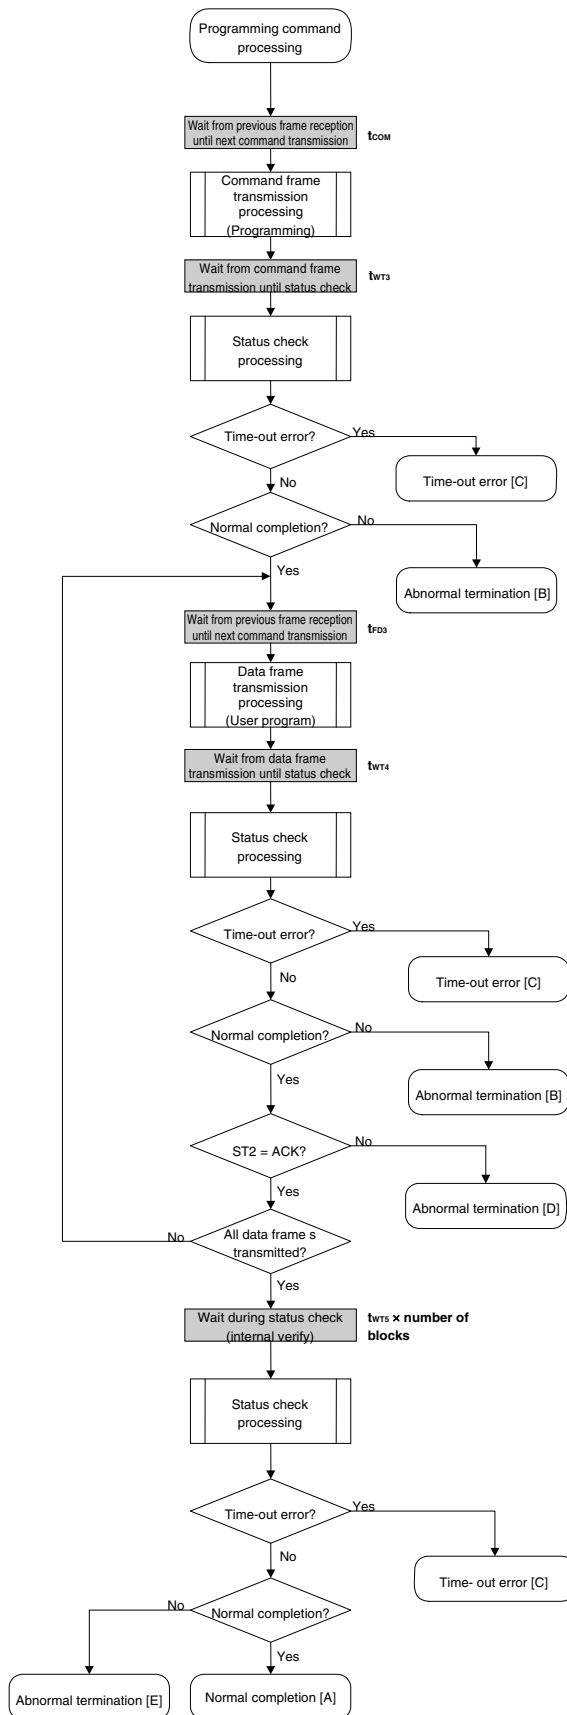 Programming command
processing
Wait from previous frame reception
until next command transmission
tCOM
Command frame
transmission
processing
(Programming)
Wait from command frame
transmission until status check
tWT3
Status check
processing
Time-out error?
Yes
Time-out error [C]
No
Normal completion?
No
Abnormal termination [B]
Yes
Wait from previous frame reception
until next command transmission
tFD3
Data frame
transmission
processing
(User program)
Wait from data frame
transmission until status check
tWT4
Status check
processing
Time-out error?
Yes
Time-out error [C]
No
Normal completion?
No
Abnormal termination [B]
Yes
ST2 = ACK?
No
Abnormal termination [D]
Yes
No
All data frame s
transmitted?
Yes
Wait during status check
(internal verify)
tWT5 × number of
blocks
Status check
processing
Time-out error?
Yes
Time- out error [C]
No
No
Normal completion?
Yes
Abnormal termination [E]
Normal completion [A]